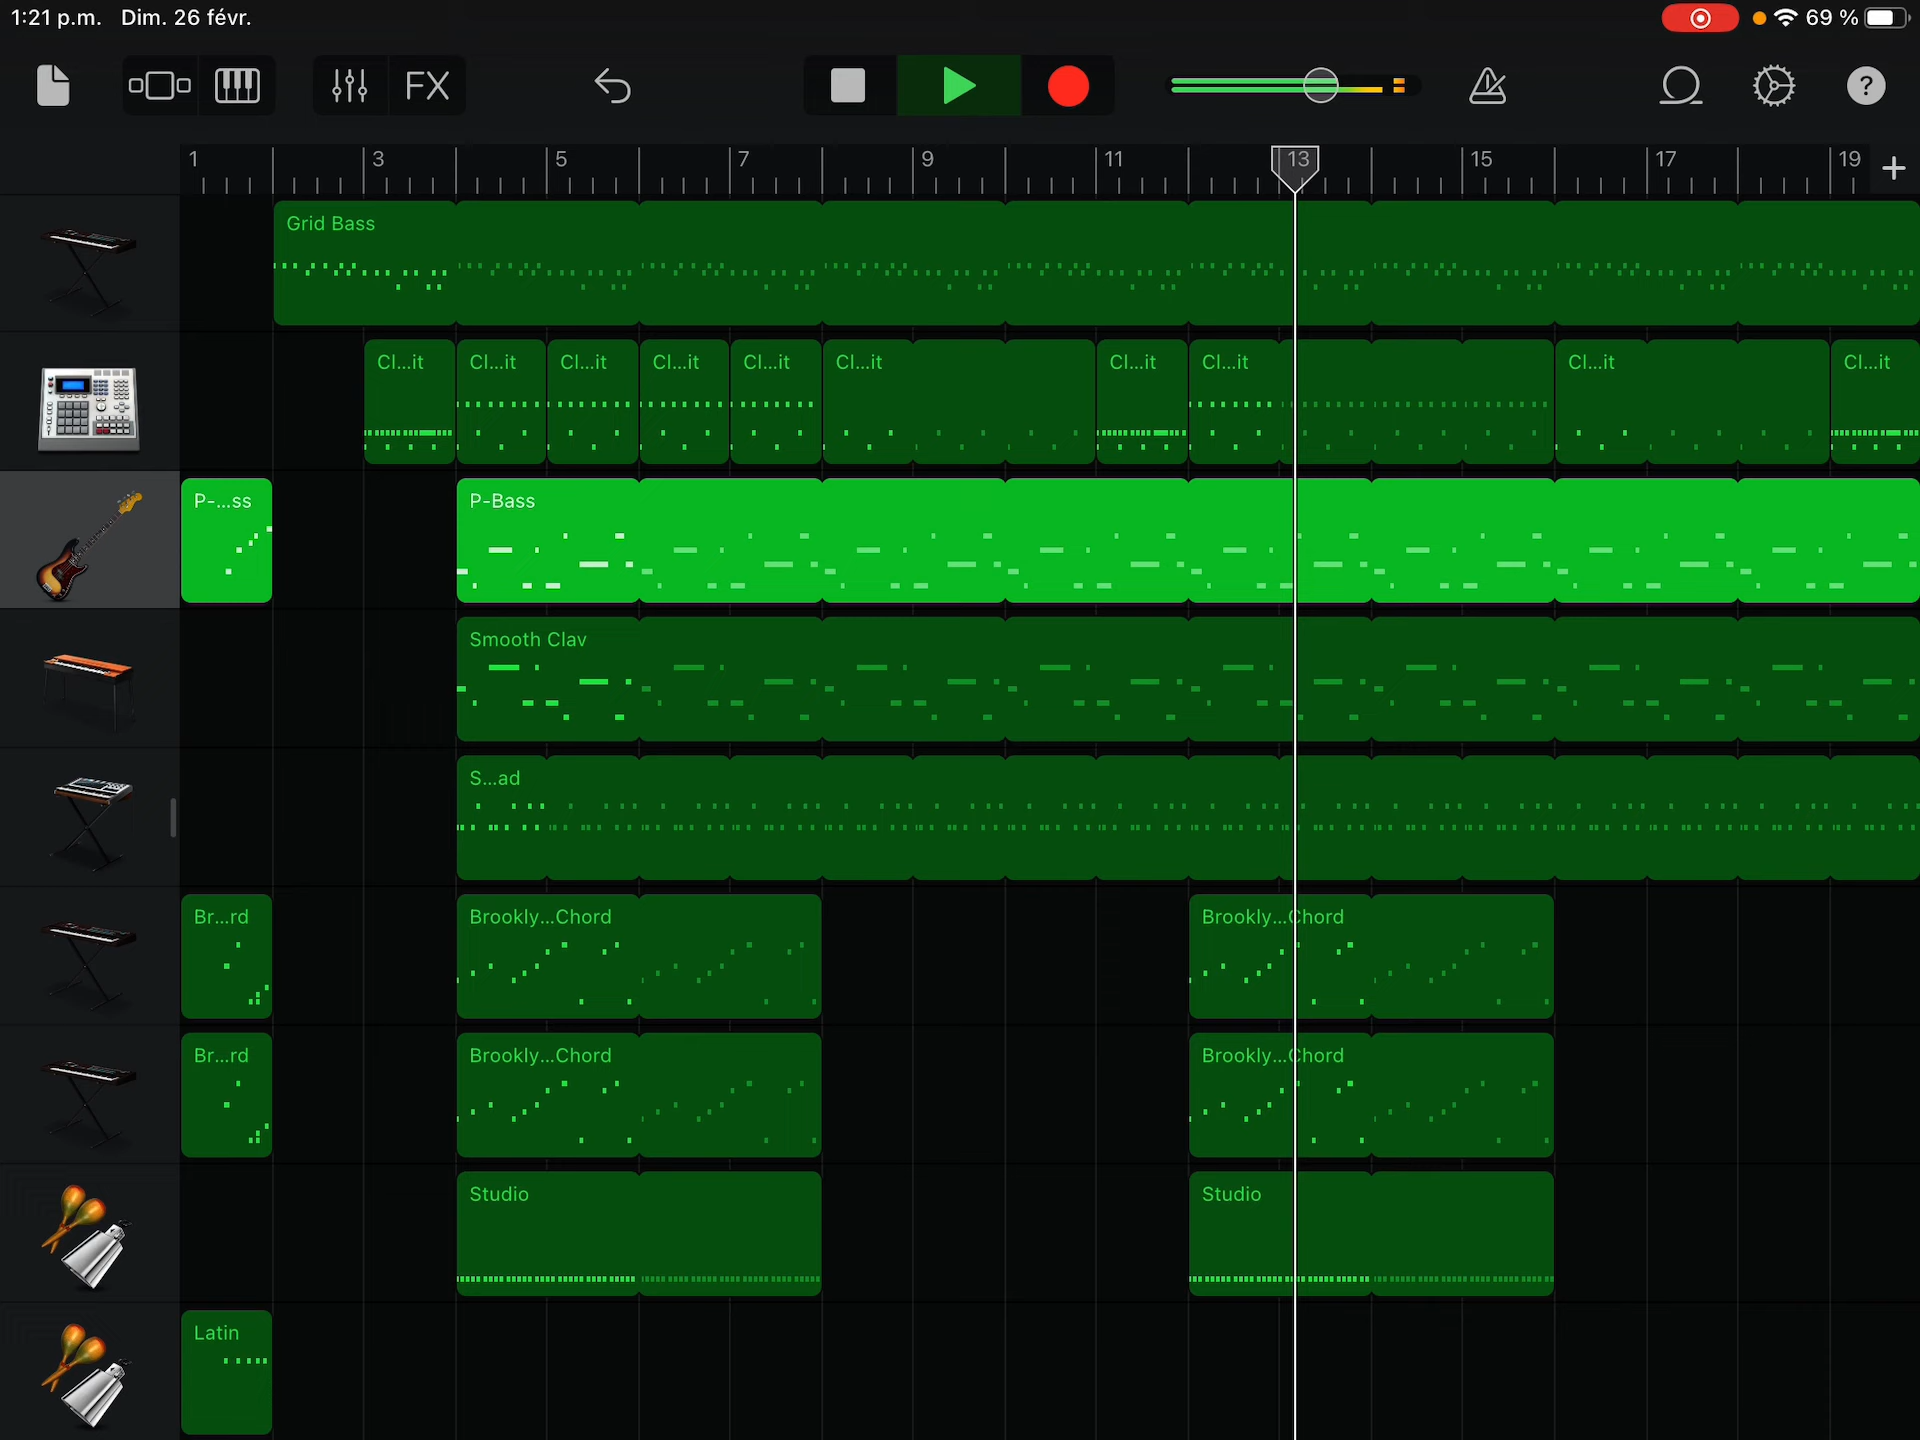 1:21 p.m. Dim. 26 févr. 69 %
FX ?
1 3 5 7 9 11 13 15 17 19 +
Grid Bass
Cl...it Cl...it Cl...it Cl...it Cl...it Cl...it Cl...it Cl...it Cl...it Cl...it
P-...ss P-Bass
Smooth Clav
S...ad
Br...rd Brookly...Chord Brookly...Chord
Br...rd Brookly...Chord Brookly...Chord
Studio Studio
Latin